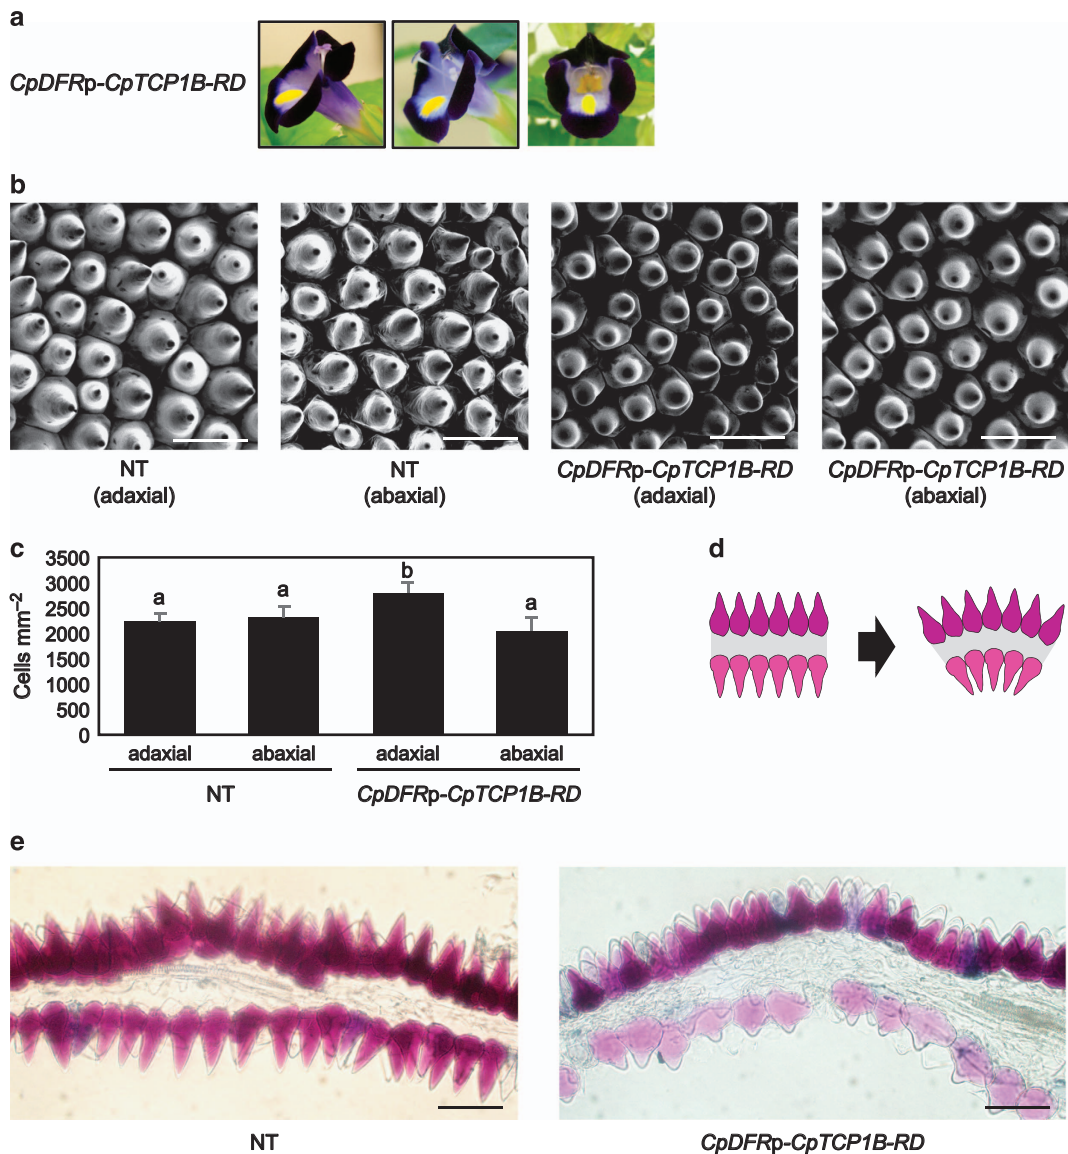 a
CpDFRp-CpTCP1B-RD
b
NT
(adaxial)
NT
(abaxial)
CpDFRp-CpTCP1B-RD
(adaxial)
CpDFRp-CpTCP1B-RD
(abaxial)
c
Cells mm⁻²
3500
3000
2500
2000
1500
1000
500
0
a
a
b
a
adaxial
abaxial
adaxial
abaxial
NT
CpDFRp-CpTCP1B-RD
d
e
NT
CpDFRp-CpTCP1B-RD